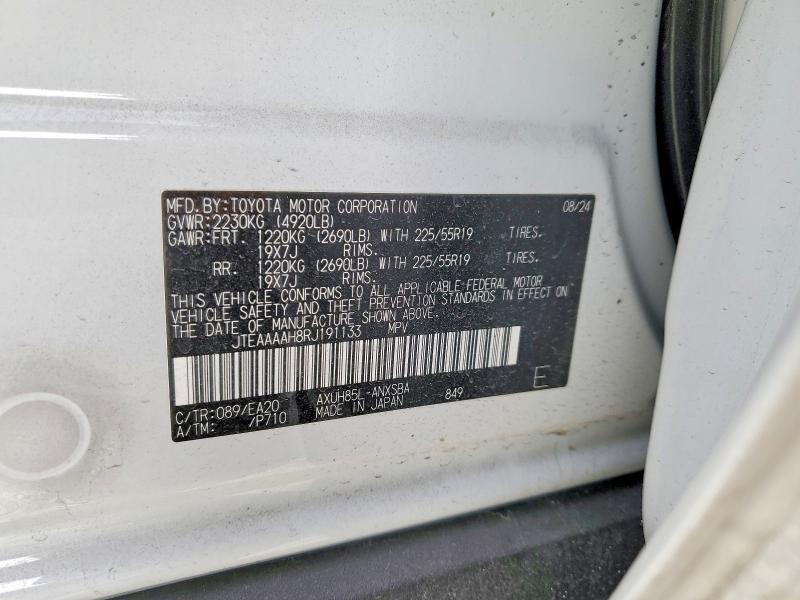 MFD. BY: TOYOTA MOTOR CORPORATION 08/24
GVWR: 2230KG (4920LB)
GAWR: FRT. 1220KG (2690LB) WITH 225/55R19 TIRES.
19X7J RIMS.
RR. 1220KG (2690LB) WITH 225/55R19 TIRES.
19X7J RIMS.
THIS VEHICLE CONFORMS TO ALL APPLICABLE FEDERAL MOTOR
VEHICLE SAFETY AND THEFT PREVENTION STANDARDS IN EFFECT ON
THE DATE OF MANUFACTURE SHOWN ABOVE.
JTEAAAAH8RJ191133 MPV
C/TR: 089/EA20 AXUH85L-ANXSBA 849 E
A/TM: /P710 MADE IN JAPAN